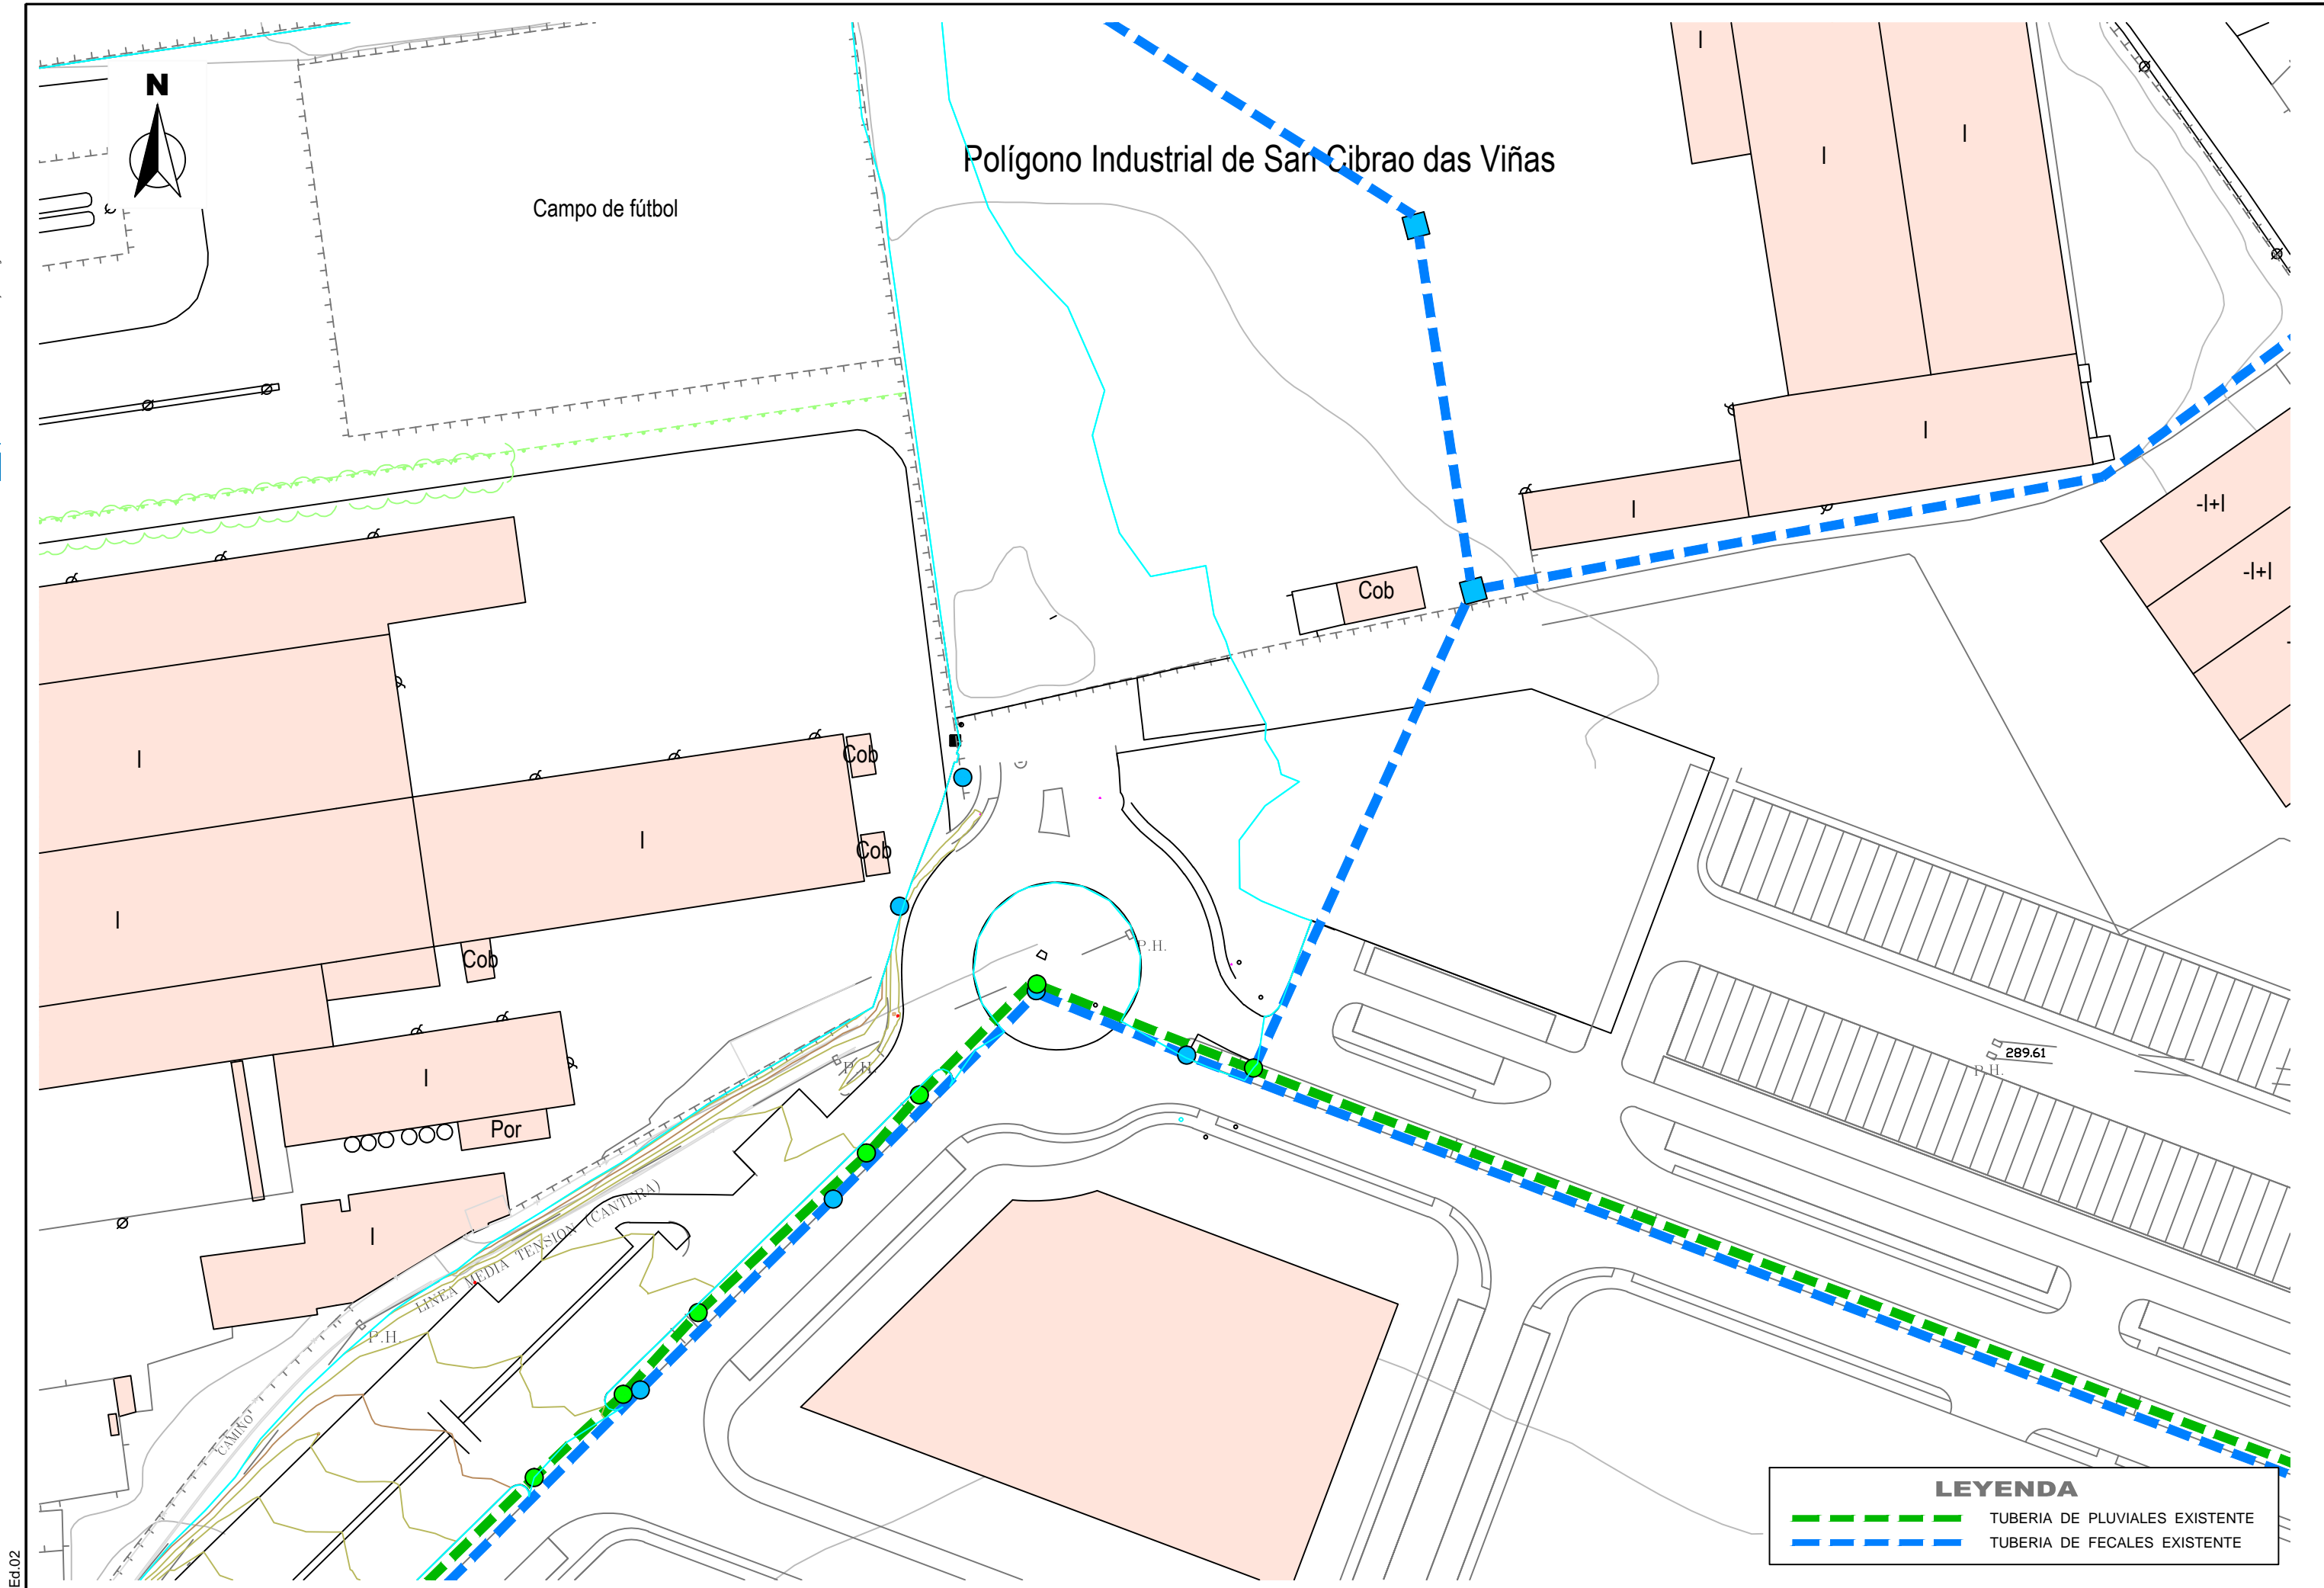 N
Polígono Industrial de San Cibrao das Viñas
Campo de fútbol
I
I
I
I
I
-I+I
-I+I
Cob
I
Cob
I
Cob
I
Cob
P.H.
I
P.H.
289.61
P.H.
Por
I
LINEA MEDIA TENSION (CANTERA)
P.H.
CAMINO
LEYENDA
TUBERIA DE PLUVIALES EXISTENTE
TUBERIA DE FECALES EXISTENTE
Ed.02